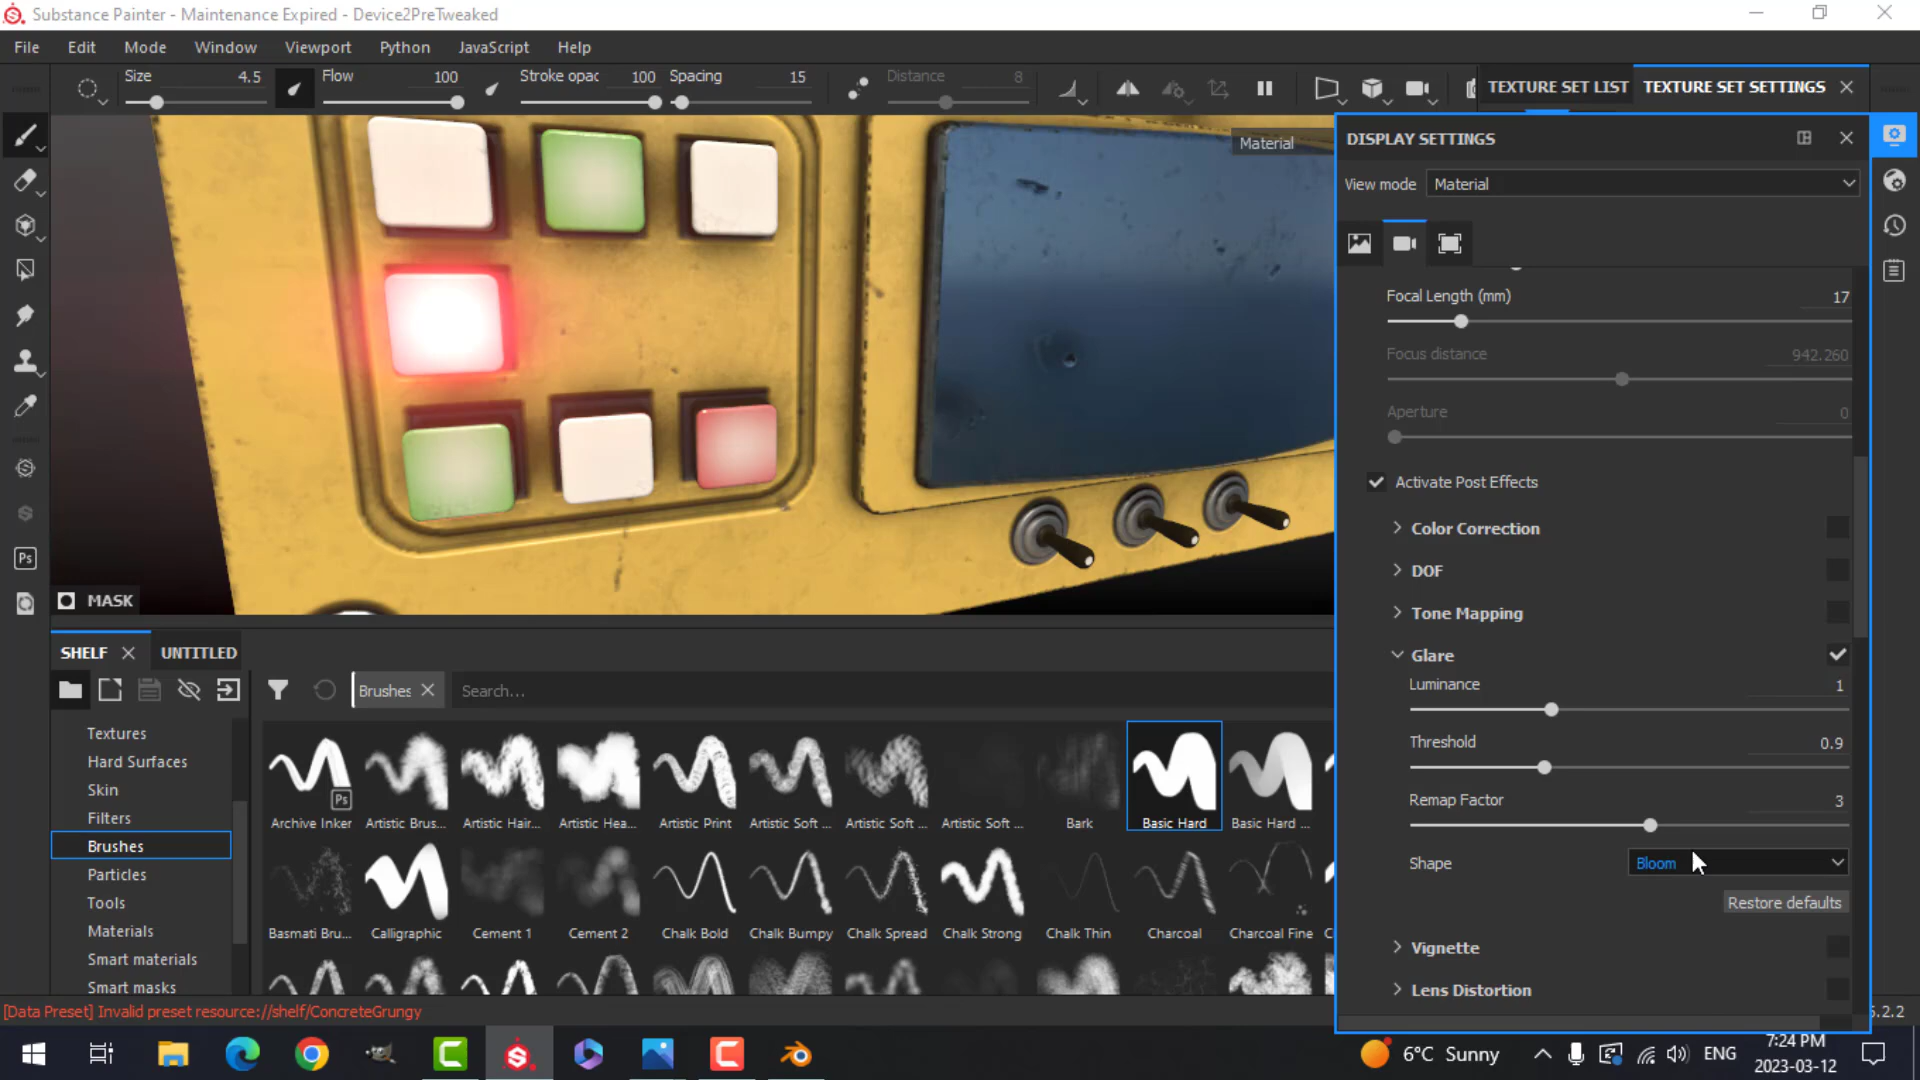 Substance Painter - Maintenance Expired - Device2PreTweaked
File Edit Mode Window Viewport Python JavaScript Help
Size 4.5 Flow 100 Stroke opac 100 Spacing 15 Distance 8
TEXTURE SET LIST TEXTURE SET SETTINGS
Material
DISPLAY SETTINGS
View mode Material
Focal Length (mm) 17
Focus distance 942.260
Aperture 0
Activate Post Effects
Color Correction
DOF
Tone Mapping
Glare
Luminance 1
Threshold 0.9
Remap Factor 3
Shape Bloom
Restore defaults
Vignette
Lens Distortion
Ps
MASK
SHELF UNTITLED
Brushes Search...
Textures
Hard Surfaces
Skin
Filters
Brushes
Particles
Tools
Materials
Smart materials
Smart masks
Ps
Archive Inker Artistic Brus... Artistic Hair... Artistic Hea... Artistic Print Artistic Soft ... Artistic Soft ... Artistic Soft ... Bark Basic Hard Basic Hard ...
Basmati Bru... Calligraphic Cement 1 Cement 2 Chalk Bold Chalk Bumpy Chalk Spread Chalk Strong Chalk Thin Charcoal Charcoal Fine
[Data Preset] Invalid preset resource://shelf/ConcreteGrungy
6°C Sunny ENG
7:24 PM
2023-03-12